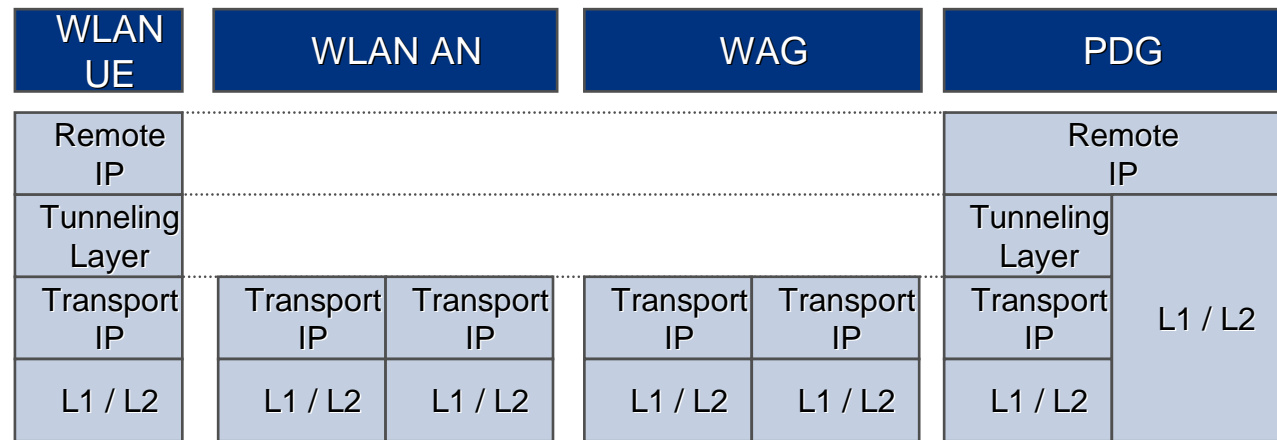 WLAN
UE
WLAN AN
WAG
PDG
Remote
IP
Remote
IP
Tunneling
Layer
Tunneling
Layer
Transport
IP
Transport
IP
Transport
IP
Transport
IP
Transport
IP
Transport
IP
L1 / L2
L1 / L2
L1 / L2
L1 / L2
L1 / L2
L1 / L2
L1 / L2